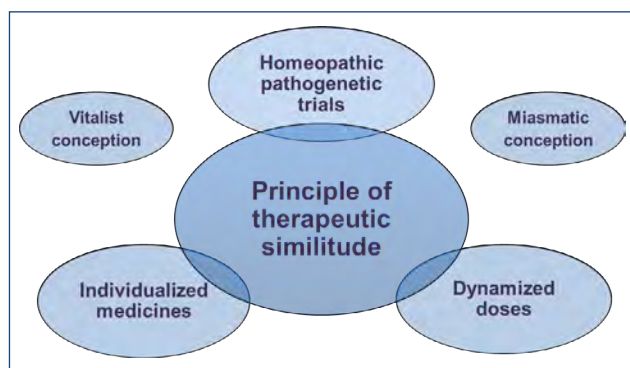 Homeopathic
pathogenetic
trials
Vitalist
conception
Miasmatic
conception
Principle of
therapeutic
similitude
Individualized
medicines
Dynamized
doses